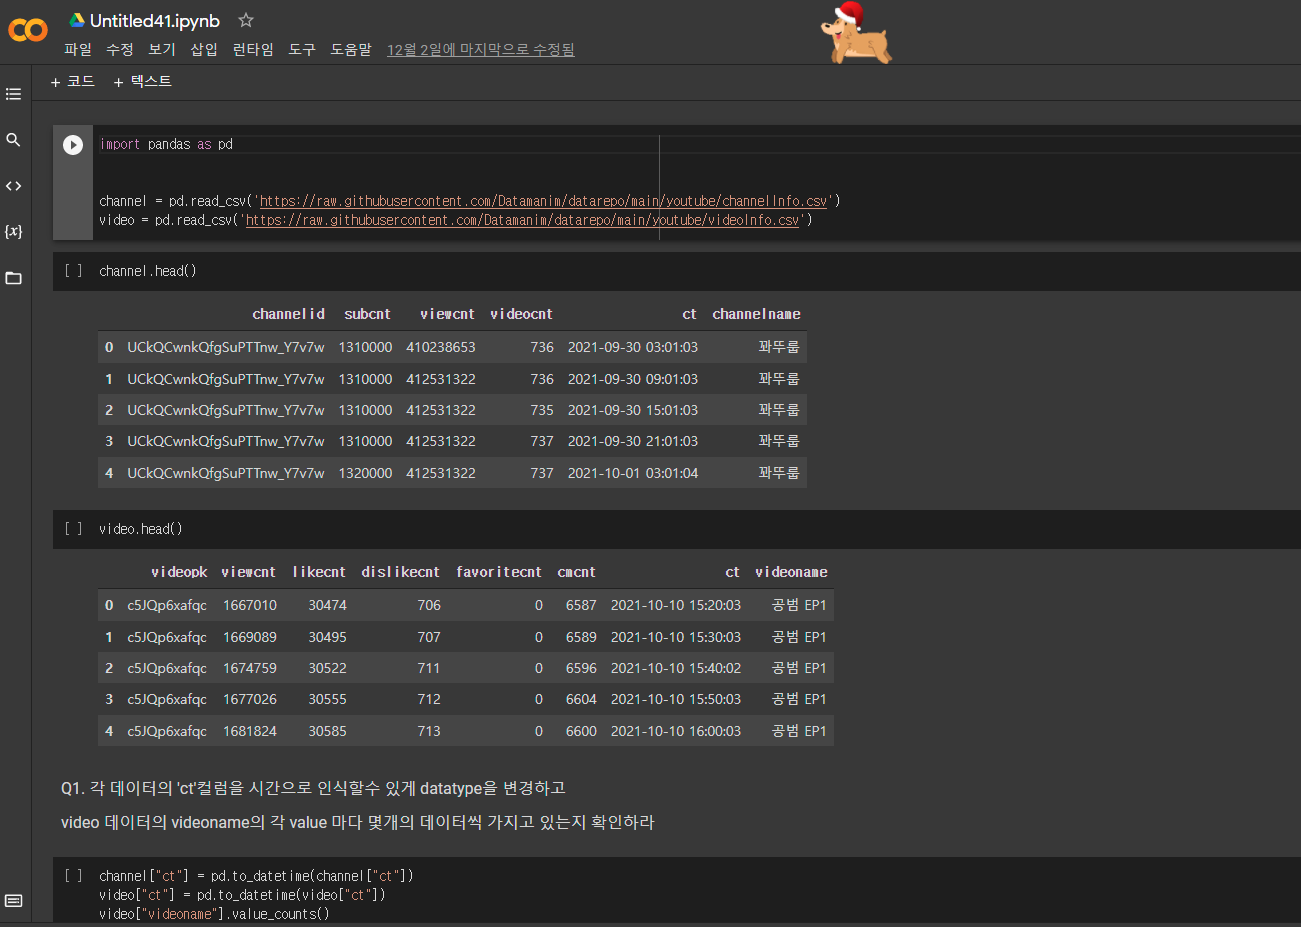 Untitled41.ipynb
파일 수정 보기 삽입 런타임 도구 도움말 12월 2일에 마지막으로 수정됨
+ 코드 + 텍스트
import pandas as pd
channel = pd.read_csv('https://raw.githubusercontent.com/Datamanim/datarepo/main/youtube/channelInfo.csv')
video = pd.read_csv('https://raw.githubusercontent.com/Datamanim/datarepo/main/youtube/videoInfo.csv')
{x}
[ ] channel.head()
channelid subcnt viewcnt videocnt ct channelname
0 UCkQCwnkQfgSuPTTnw_Y7v7w 1310000 410238653 736 2021-09-30 03:01:03 꽈뚜룹
1 UCkQCwnkQfgSuPTTnw_Y7v7w 1310000 412531322 736 2021-09-30 09:01:03 꽈뚜룹
2 UCkQCwnkQfgSuPTTnw_Y7v7w 1310000 412531322 735 2021-09-30 15:01:03 꽈뚜룹
3 UCkQCwnkQfgSuPTTnw_Y7v7w 1310000 412531322 737 2021-09-30 21:01:03 꽈뚜룹
4 UCkQCwnkQfgSuPTTnw_Y7v7w 1320000 412531322 737 2021-10-01 03:01:04 꽈뚜룹
[ ] video.head()
videopk viewcnt likecnt dislikecnt favoritecnt cmcnt ct videoname
0 c5JQp6xafqc 1667010 30474 706 0 6587 2021-10-10 15:20:03 공범 EP1
1 c5JQp6xafqc 1669089 30495 707 0 6589 2021-10-10 15:30:03 공범 EP1
2 c5JQp6xafqc 1674759 30522 711 0 6596 2021-10-10 15:40:02 공범 EP1
3 c5JQp6xafqc 1677026 30555 712 0 6604 2021-10-10 15:50:03 공범 EP1
4 c5JQp6xafqc 1681824 30585 713 0 6600 2021-10-10 16:00:03 공범 EP1
Q1. 각 데이터의 'ct'컬럼을 시간으로 인식할수 있게 datatype을 변경하고
video 데이터의 videoname의 각 value 마다 몇개의 데이터씩 가지고 있는지 확인하라
[ ] channel["ct"] = pd.to_datetime(channel["ct"])
video["ct"] = pd.to_datetime(video["ct"])
video["videoname"].value_counts()